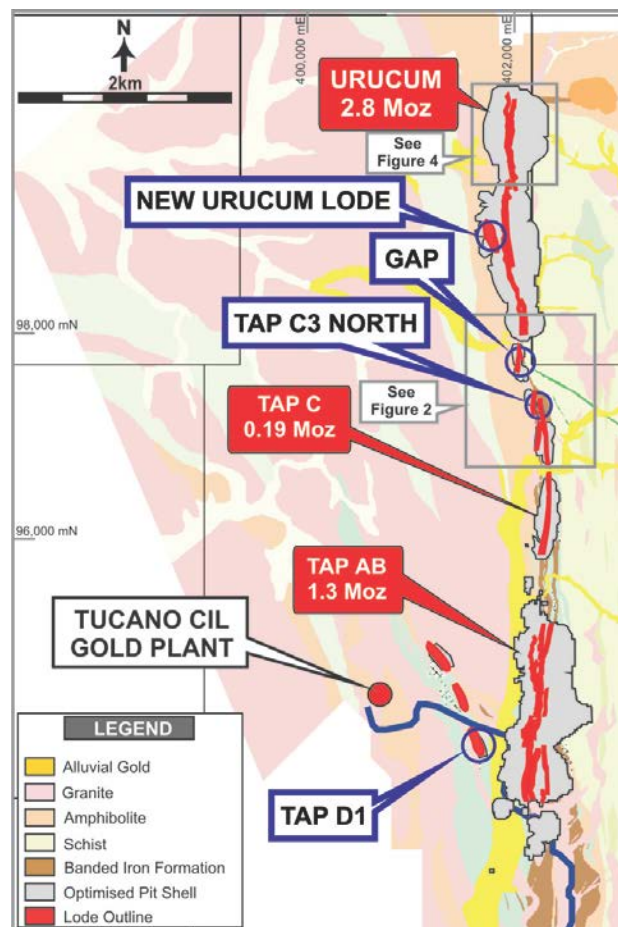 400,000 mE
402,000 mE
N
2km
URUCUM
2.8 Moz
See
Figure 4
NEW URUCUM LODE
GAP
TAP C3 NORTH
98,000 mN
See
Figure 2
TAP C
0.19 Moz
96,000 mN
TAP AB
1.3 Moz
TUCANO CIL
GOLD PLANT
TAP D1
LEGEND
Alluvial Gold
Granite
Amphibolite
Schist
Banded Iron Formation
Optimised Pit Shell
Lode Outline